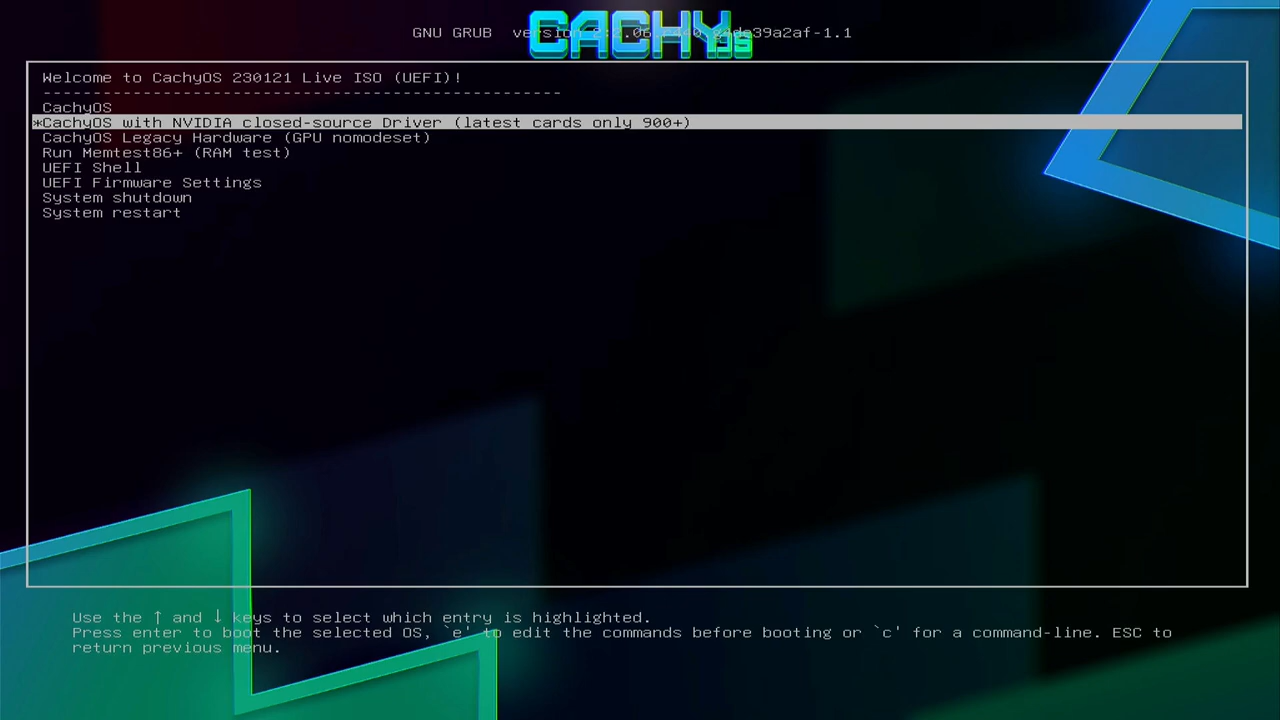 CACHY OS
GNU GRUB version
Welcome to CachyOS 230121 Live ISO (UEFI)!
----------------------------------------------------
CachyOS
*CachyOS with NVIDIA closed-source Driver (latest cards only 900+)
CachyOS Legacy Hardware (GPU nomodeset)
Run Memtest86+ (RAM test)
UEFI Shell
UEFI Firmware Settings
System shutdown
System restart
Use the ↑ and ↓ keys to select which entry is highlighted.
Press enter to boot the selected OS, `e' to edit the commands before booting or `c' for a command-line. ESC to
return previous menu.